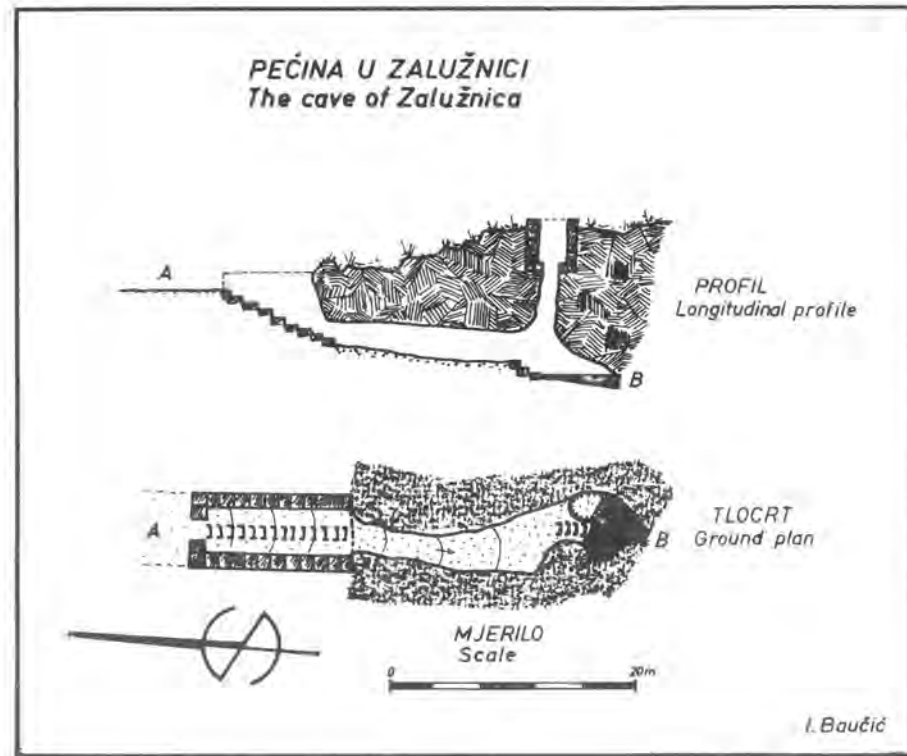 PEĆINA U ZALUŽNICI
The cave of Zalužnica
A
PROFIL
Longitudinal profile
B
A
TLOCRT
Ground plan
B
MJERILO
Scale
0 20m
I. Baučić